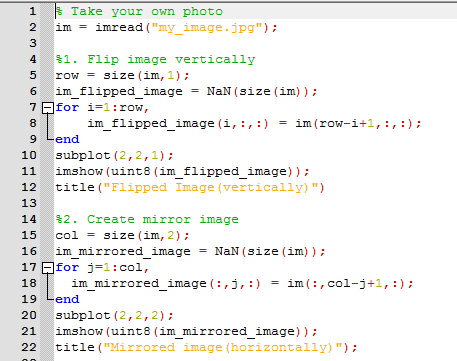 1 % Take your own photo
2 im = imread("my_image.jpg");
3
4 %1. Flip image vertically
5 row = size(im,1);
6 im_flipped_image = NaN(size(im));
7 for i=1:row,
8     im_flipped_image(i,:,:) = im(row-i+1,:,:);
9 end
10 subplot(2,2,1);
11 imshow(uint8(im_flipped_image));
12 title("Flipped Image(vertically)")
13
14 %2. Create mirror image
15 col = size(im,2);
16 im_mirrored_image = NaN(size(im));
17 for j=1:col,
18   im_mirrored_image(:,j,:) = im(:,col-j+1,:);
19 end
20 subplot(2,2,2);
21 imshow(uint8(im_mirrored_image));
22 title("Mirrored image(horizontally)");